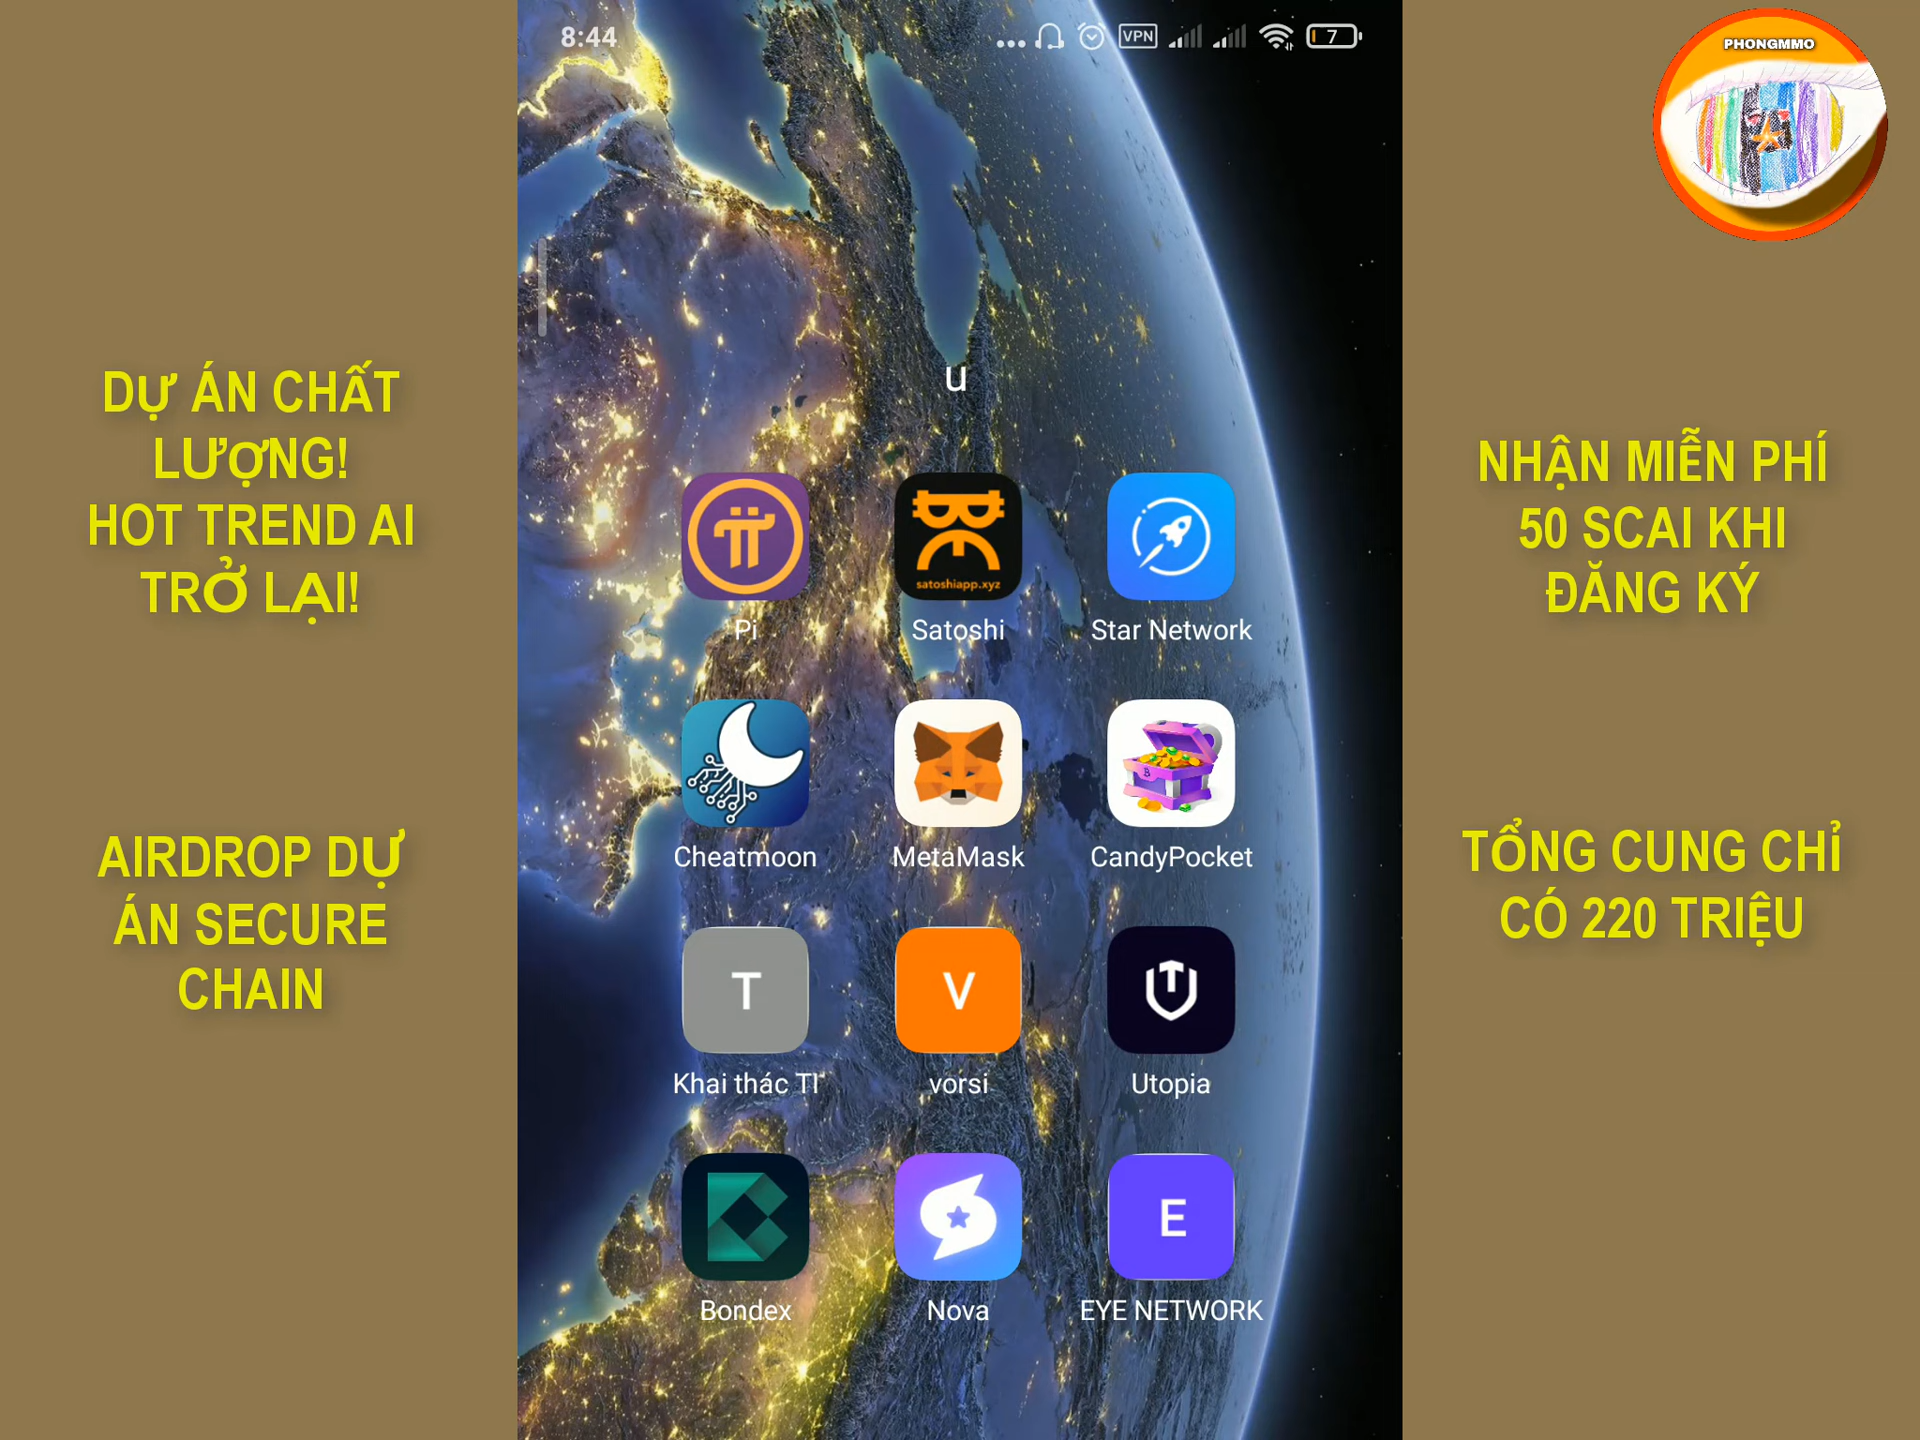 8:44
VPN
7
PHONGMMO
DỰ ÁN CHẤT
LƯỢNG!
HOT TREND AI
TRỞ LẠI!
AIRDROP DỰ
ÁN SECURE
CHAIN
u
satoshiapp.xyz
Pi
Satoshi
Star Network
Cheatmoon
MetaMask
CandyPocket
T
V
Khai thác TI
vorsi
Utopia
E
Bondex
Nova
EYE NETWORK
NHẬN MIỄN PHÍ
50 SCAI KHI
ĐĂNG KÝ
TỔNG CUNG CHỈ
CÓ 220 TRIỆU